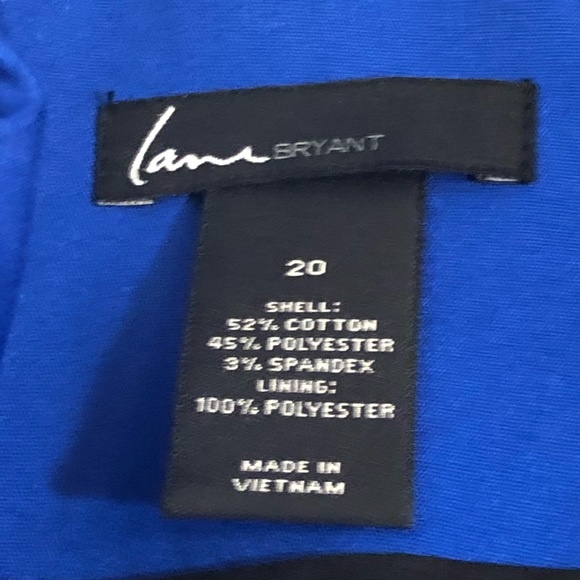 lane BRYANT
20
SHELL:
52% COTTON
45% POLYESTER
3% SPANDEX
LINING:
100% POLYESTER
MADE IN
VIETNAM